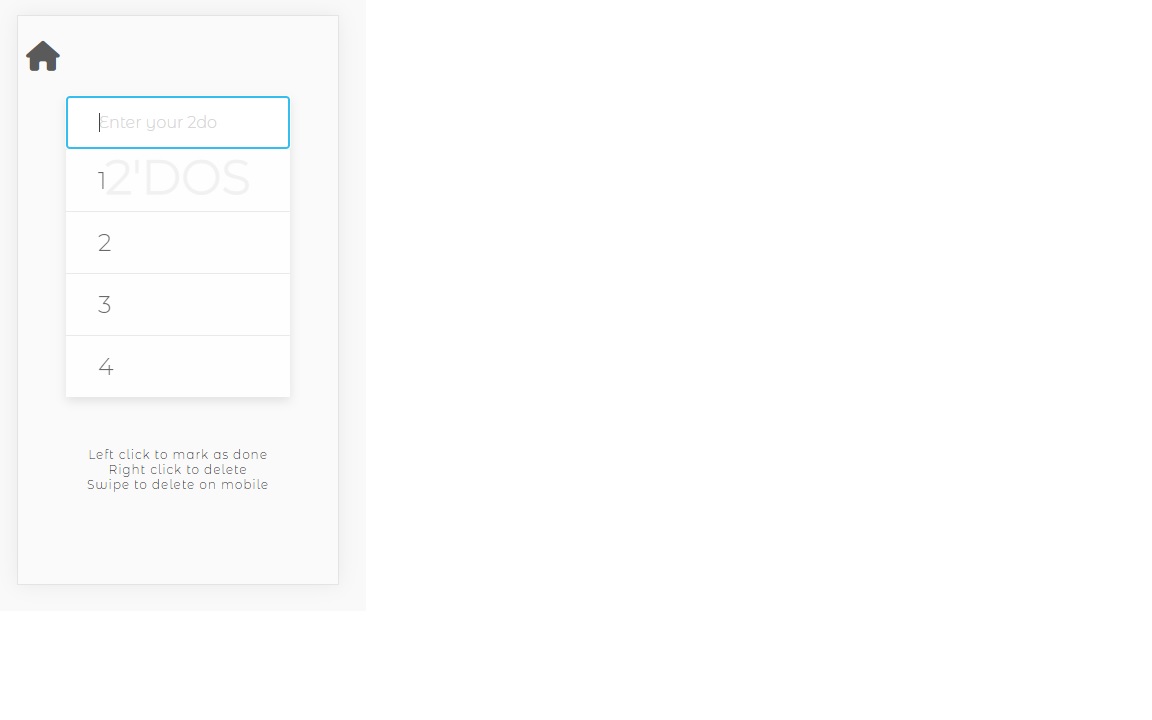 Enter your 2do
2'DOS
1
2
3
4
Left click to mark as done
Right click to delete
Swipe to delete on mobile